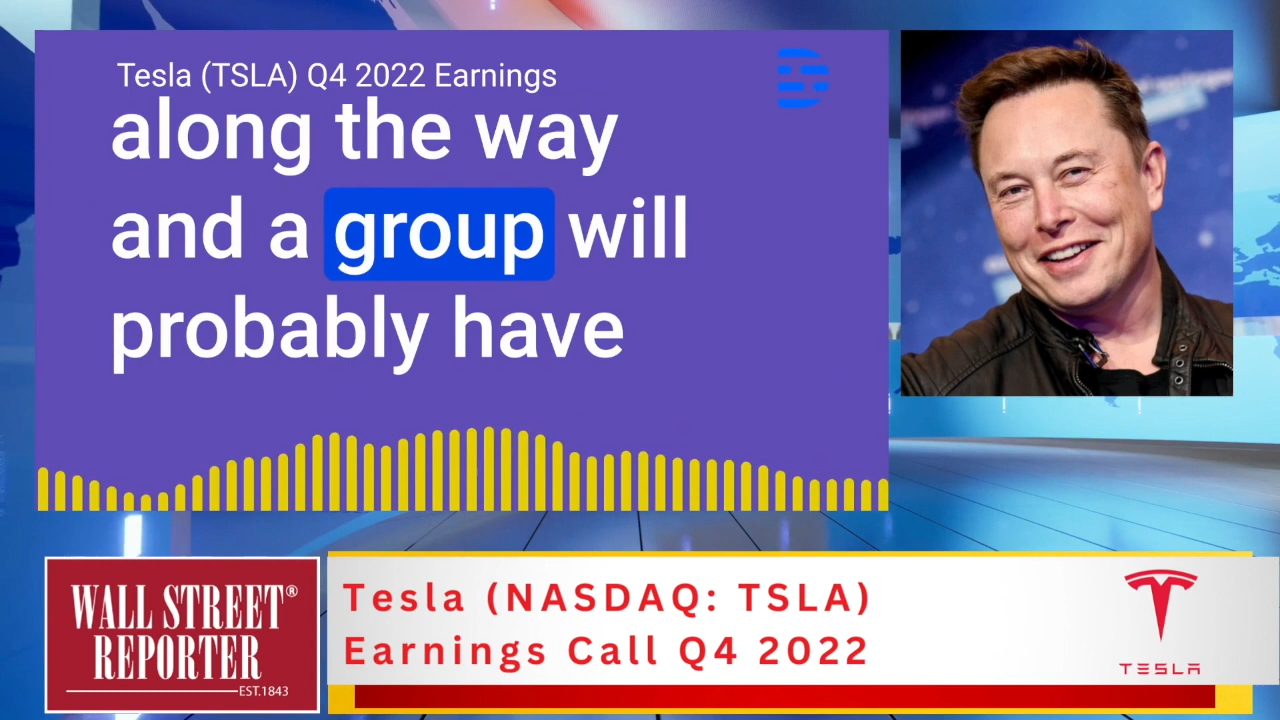 Tesla (TSLA) Q4 2022 Earnings
along the way
and a group will
probably have
WALL STREET®
REPORTER
EST.1843
Tesla (NASDAQ: TSLA)
Earnings Call Q4 2022
TESLA